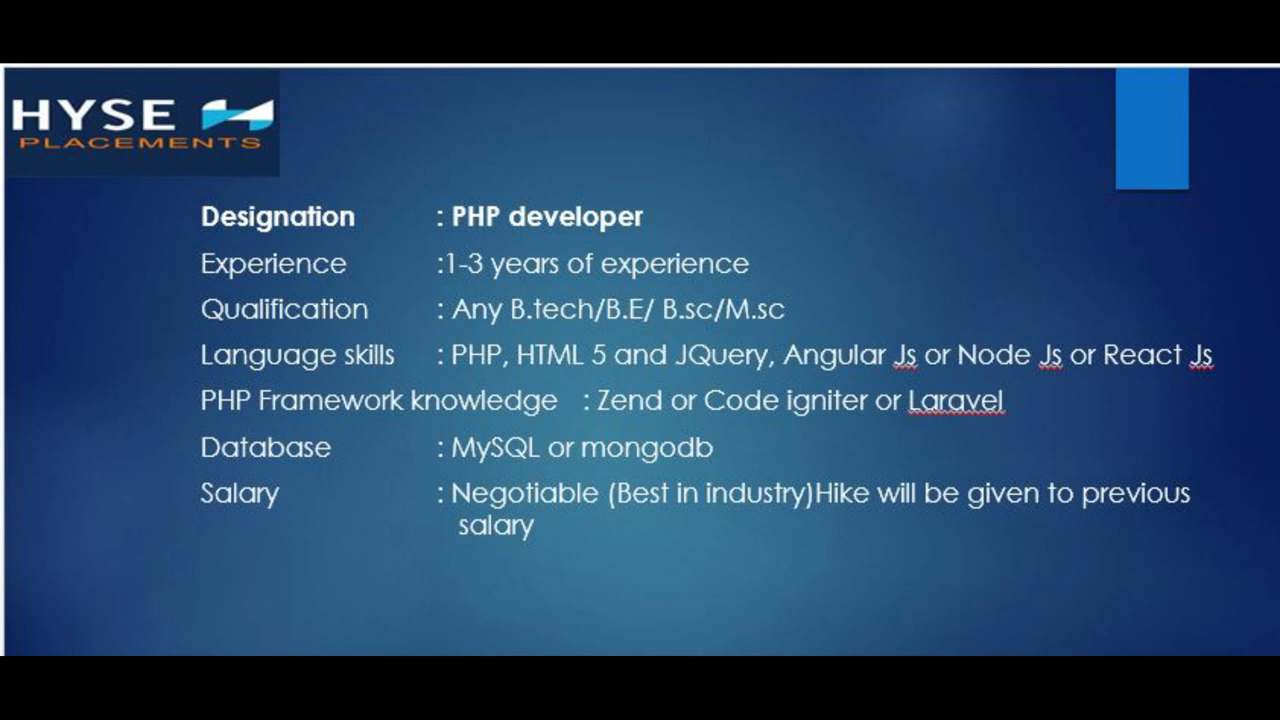 HYSE
PLACEMENTS
Designation : PHP developer
Experience :1-3 years of experience
Qualification : Any B.tech/B.E/ B.sc/M.sc
Language skills : PHP, HTML 5 and JQuery, Angular Js or Node Js or React Js
PHP Framework knowledge : Zend or Code igniter or Laravel
Database : MySQL or mongodb
Salary : Negotiable (Best in industry)Hike will be given to previous
salary